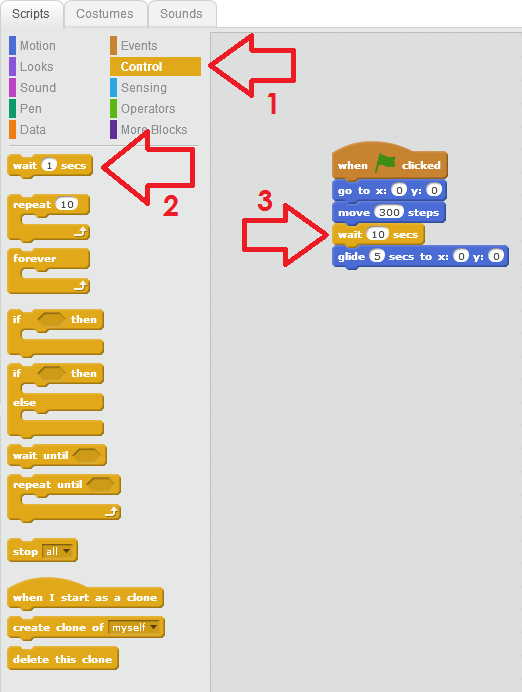 Scripts Costumes Sounds
Motion Events
Looks Control
Sound Sensing
Pen Operators
Data More Blocks
1
wait 1 secs
2
repeat 10
forever
if then
if then
else
wait until
repeat until
stop all
when I start as a clone
create clone of myself
delete this clone
when clicked
go to x: 0 y: 0
move 300 steps
3
wait 10 secs
glide 5 secs to x: 0 y: 0